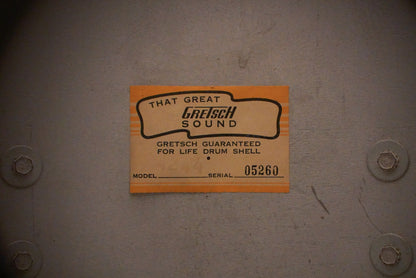 THAT GREAT
GRETSCH
SOUND
GRETSCH GUARANTEED
FOR LIFE DRUM SHELL
MODEL SERIAL 05260